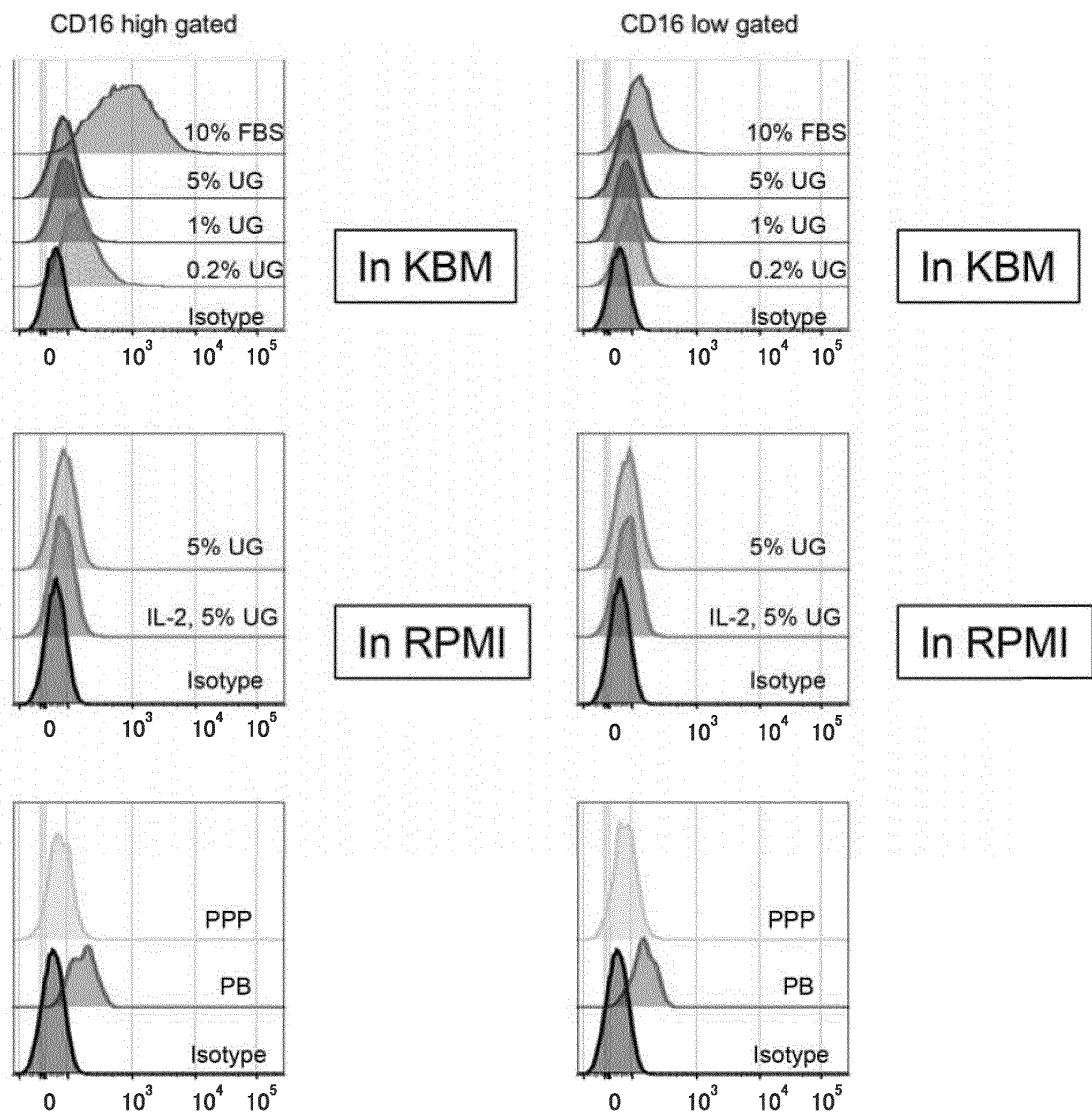 CD16 high gated
CD16 low gated
10% FBS
5% UG
1% UG
0.2% UG
Isotype
0 10³ 10⁴ 10⁵
In KBM
10% FBS
5% UG
1% UG
0.2% UG
Isotype
0 10³ 10⁴ 10⁵
In KBM
5% UG
IL-2, 5% UG
Isotype
0 10³ 10⁴ 10⁵
In RPMI
5% UG
IL-2, 5% UG
Isotype
0 10³ 10⁴ 10⁵
In RPMI
PPP
PB
Isotype
0 10³ 10⁴ 10⁵
PPP
PB
Isotype
0 10³ 10⁴ 10⁵